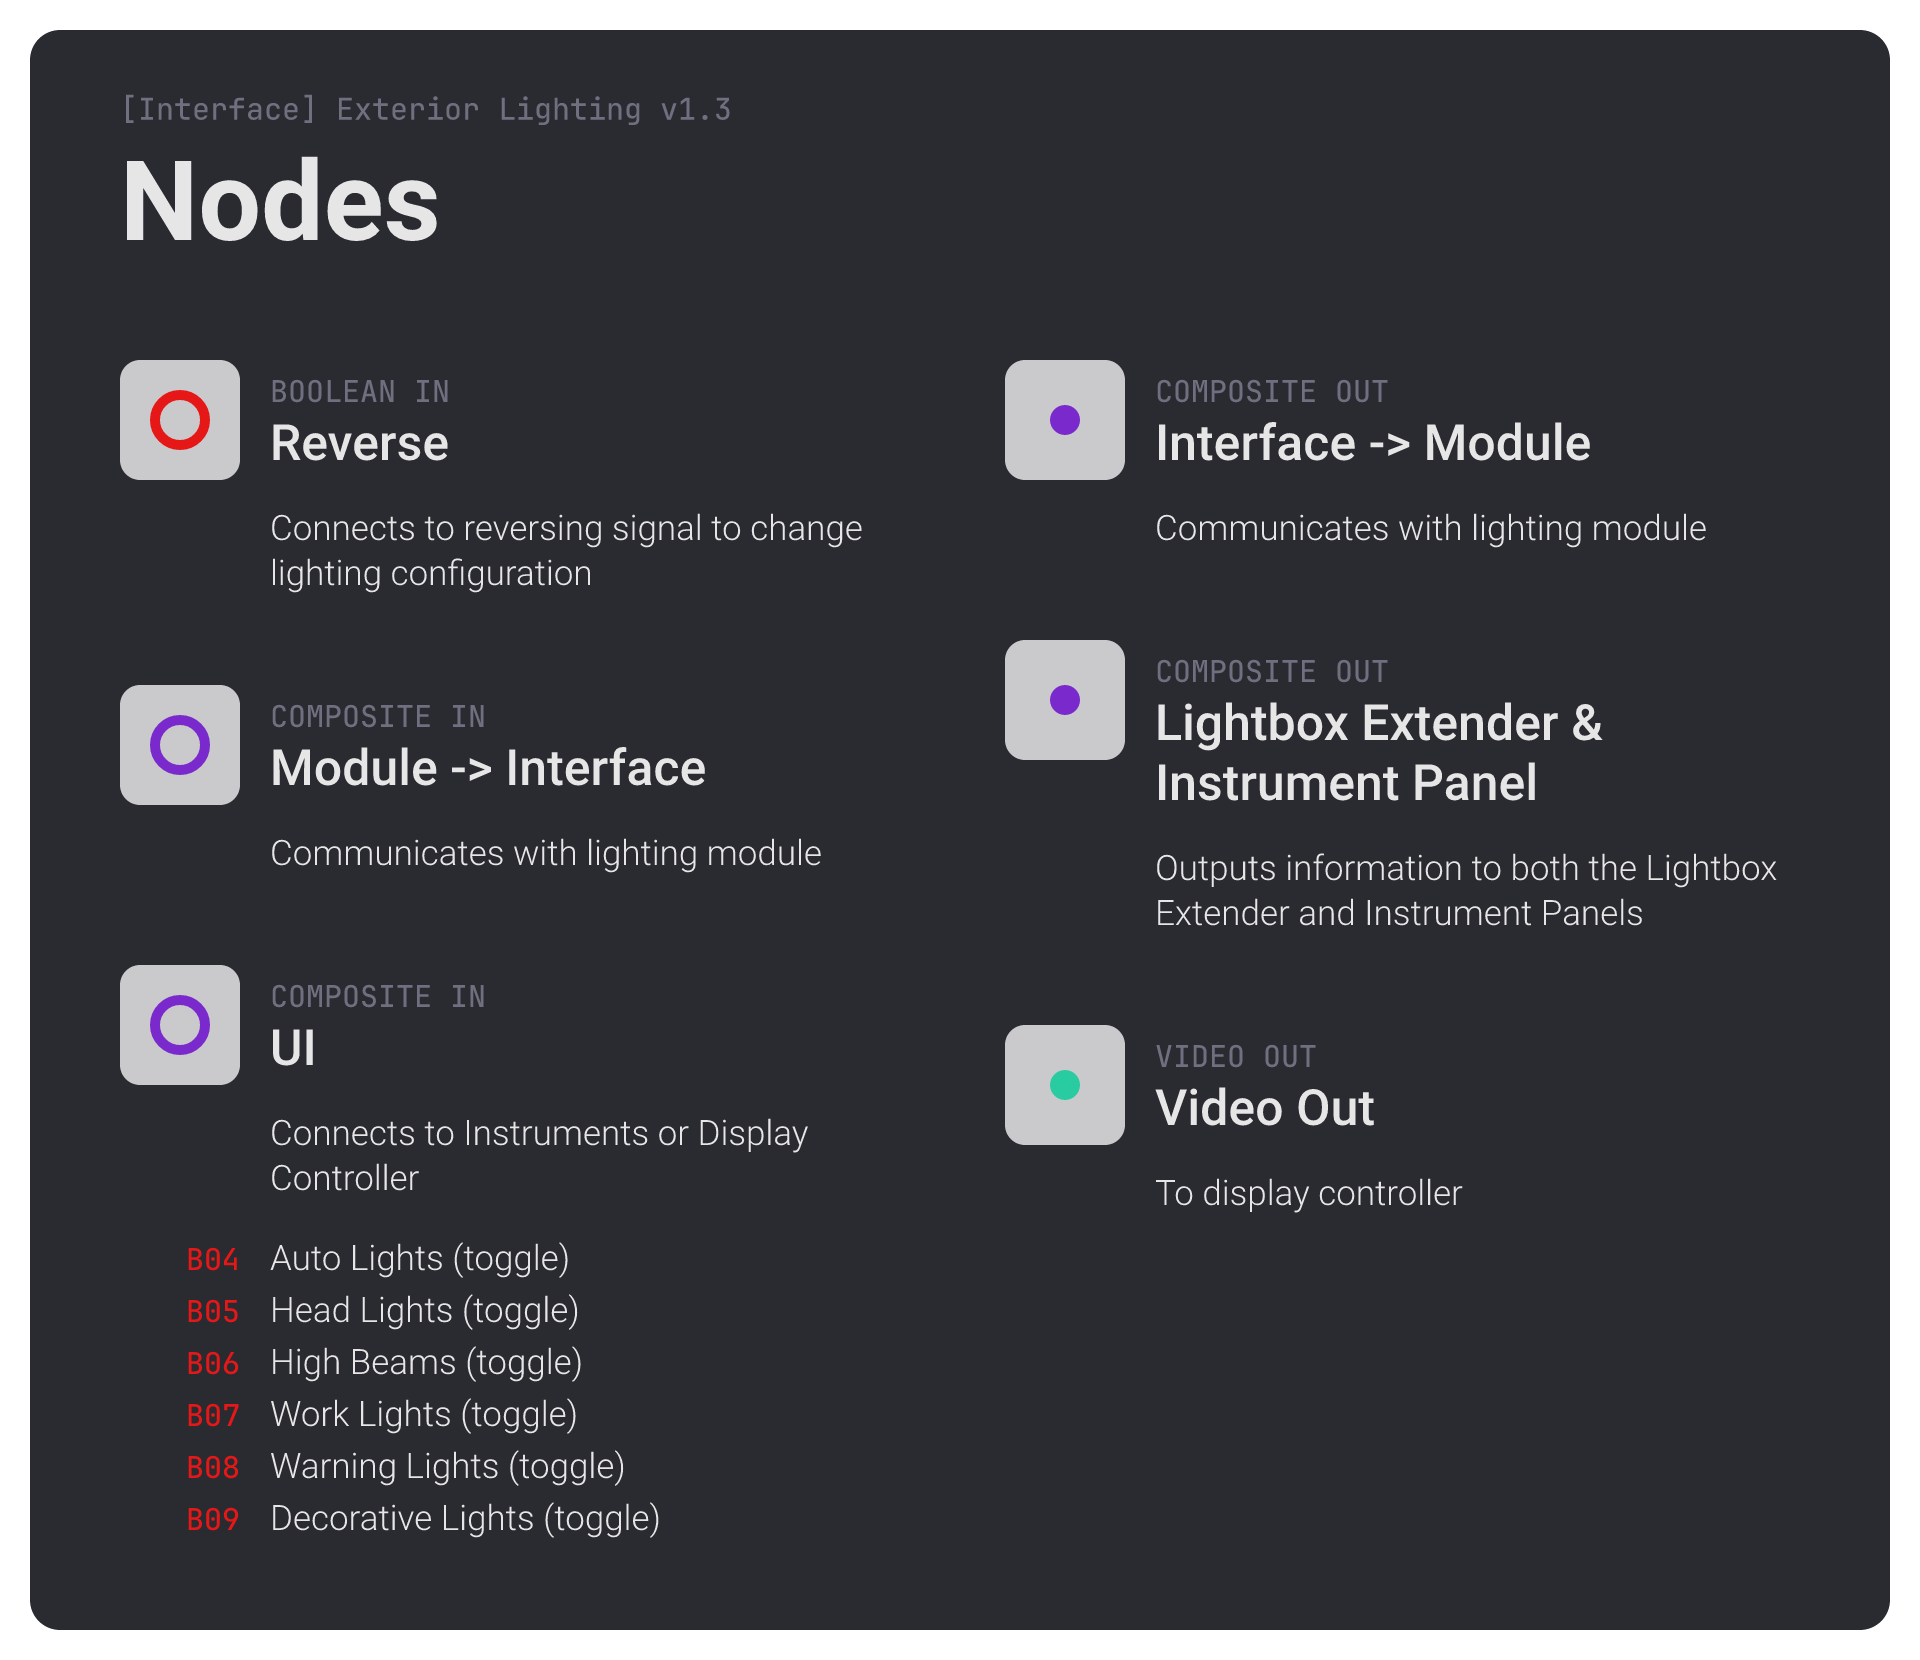 [Interface] Exterior Lighting v1.3
Nodes
BOOLEAN IN
Reverse
Connects to reversing signal to change
lighting configuration
COMPOSITE IN
Module -> Interface
Communicates with lighting module
COMPOSITE IN
UI
Connects to Instruments or Display
Controller
B04 Auto Lights (toggle)
B05 Head Lights (toggle)
B06 High Beams (toggle)
B07 Work Lights (toggle)
B08 Warning Lights (toggle)
B09 Decorative Lights (toggle)
COMPOSITE OUT
Interface -> Module
Communicates with lighting module
COMPOSITE OUT
Lightbox Extender &
Instrument Panel
Outputs information to both the Lightbox
Extender and Instrument Panels
VIDEO OUT
Video Out
To display controller